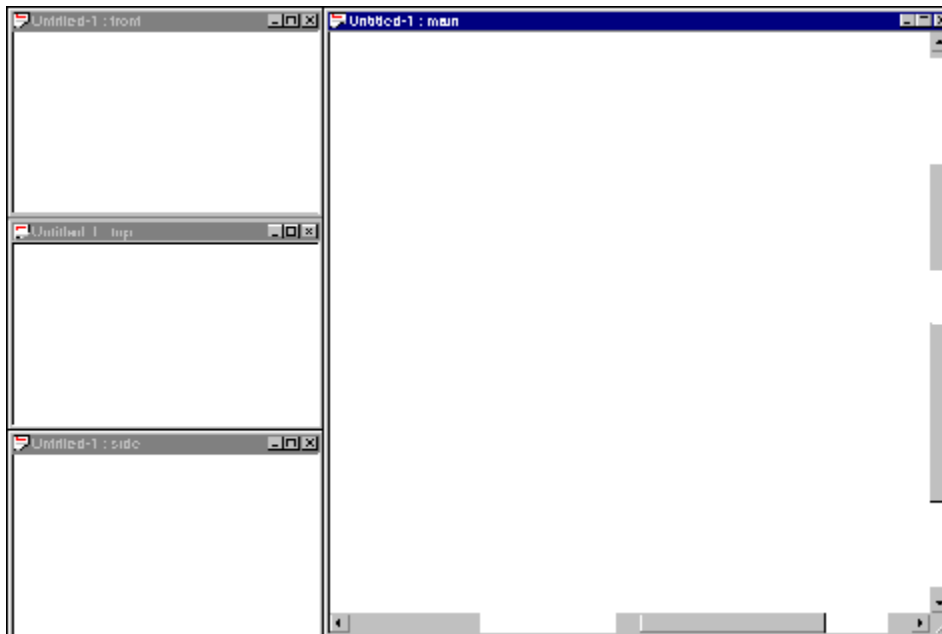 Untitled-1 : front
Untitled-1 : main
Untitled-1 : top
Untitled-1 : side